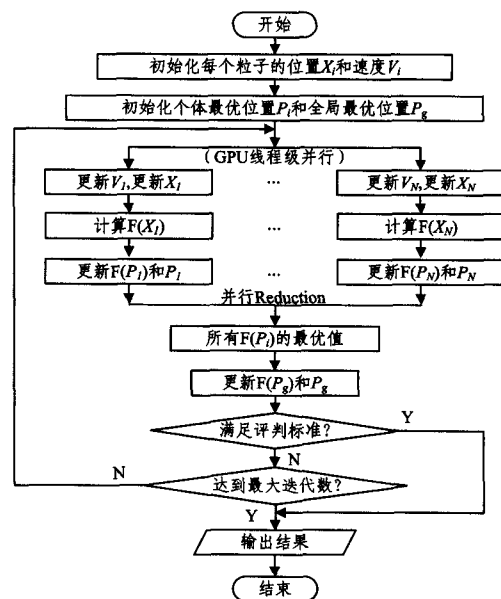 开始
初始化每个粒子的位置Xi和速度Vi
初始化个体最优位置Pi和全局最优位置Pg
(GPU线程级并行)
更新V1,更新X1 ... 更新VN,更新XN
计算F(X1) ... 计算F(XN)
更新F(P1)和P1 ... 更新F(PN)和PN
并行Reduction
所有F(Pi)的最优值
更新F(Pg)和Pg
满足评判标准? Y
N
N 达到最大迭代数?
Y
输出结果
结束